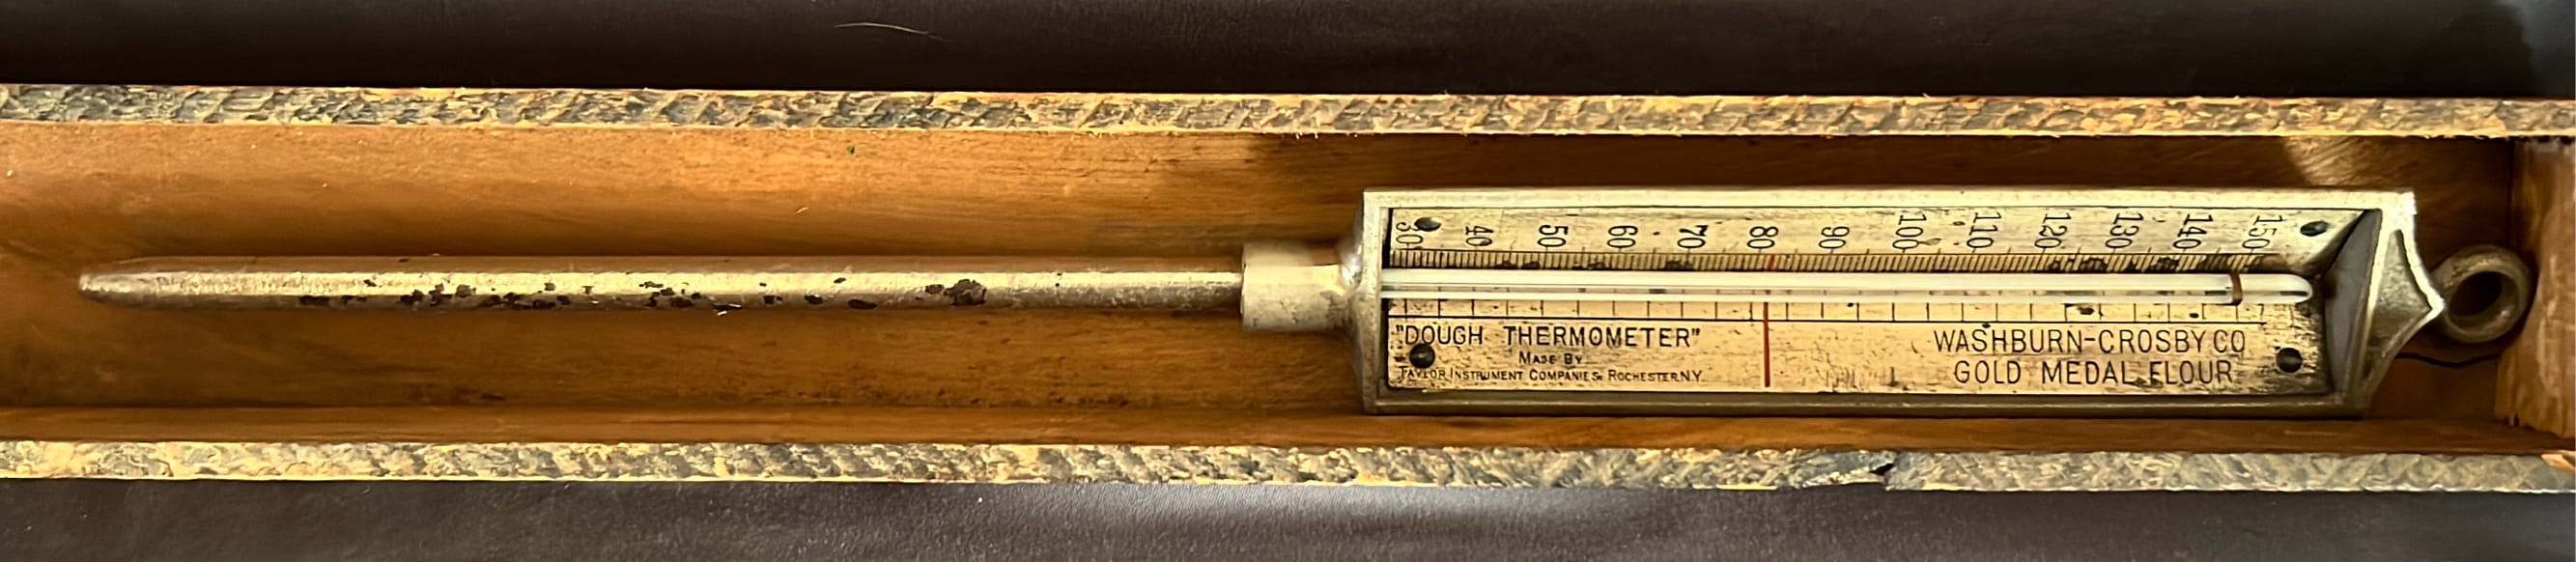 30 40 50 60 70 80 90 100 110 120 130 140 150
"DOUGH THERMOMETER"
MADE BY
TAYLOR INSTRUMENT COMPANIES ROCHESTER N.Y.
WASHBURN-CROSBY CO
GOLD MEDAL FLOUR